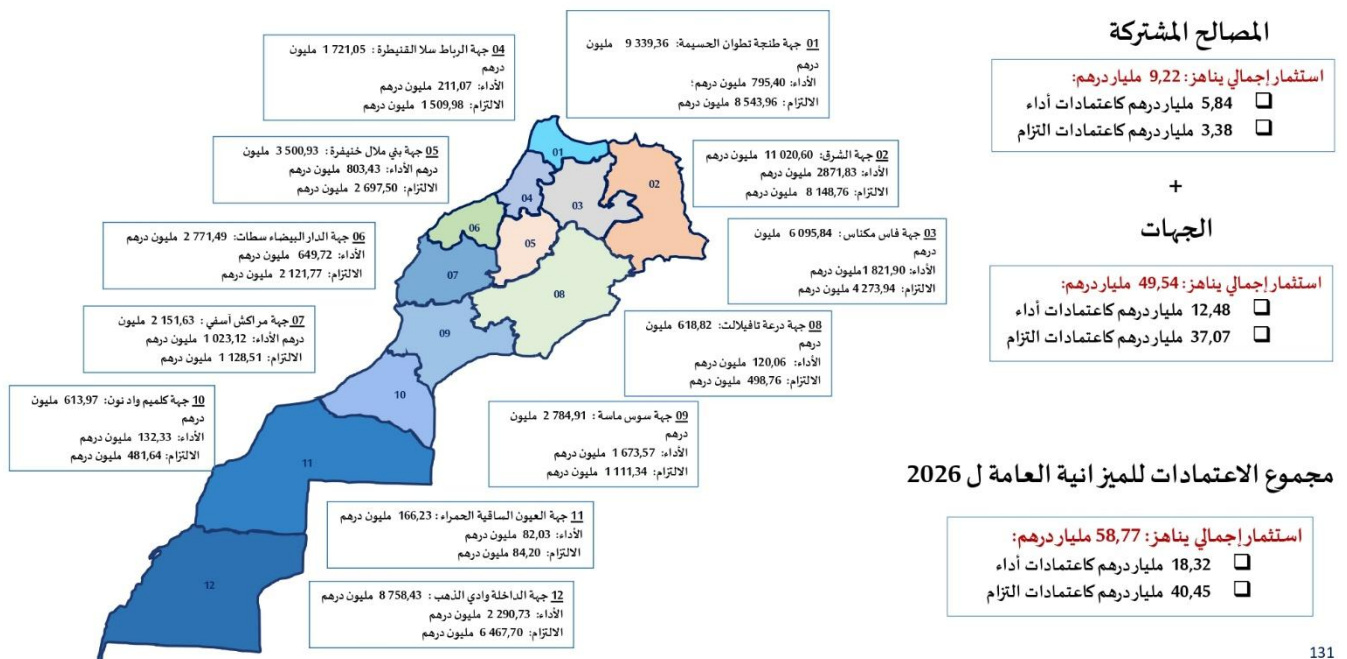 المصالح المشتركة
استثمار إجمالي يناهز: 9,22 مليار درهم:
❑ 5,84 مليار درهم كاعتمادات أداء
❑ 3,38 مليار درهم كاعتمادات التزام
+
الجهات
استثمار إجمالي يناهز: 49,54 مليار درهم:
❑ 12,48 مليار درهم كاعتمادات أداء
❑ 37,07 مليار درهم كاعتمادات التزام
مجموع الاعتمادات للميزانية العامة ل 2026
استثمار إجمالي يناهز: 58,77 مليار درهم:
❑ 18,32 مليار درهم كاعتمادات أداء
❑ 40,45 مليار درهم كاعتمادات التزام
01 جهة طنجة تطوان الحسيمة: 9 339,36 مليون
درهم
الأداء: 795,40 مليون درهم؛
الالتزام: 8 543,96 مليون درهم
04 جهة الرباط سلا القنيطرة: 1 721,05 مليون
درهم
الأداء: 211,07 مليون درهم
الالتزام: 1 509,98 مليون درهم
02 جهة الشرق: 11 020,60 مليون درهم
الأداء: 2871,83 مليون درهم
الالتزام: 8 148,76 مليون درهم
05 جهة بني ملال خنيفرة: 3 500,93 مليون
درهم الأداء: 803,43 مليون درهم
الالتزام: 2 697,50 مليون درهم
03 جهة فاس مكناس: 6 095,84 مليون
درهم
الأداء: 1 821,90مليون درهم
الالتزام: 4 273,94 مليون درهم
06 جهة الدار البيضاء سطات: 2 771,49 مليون درهم
الأداء: 649,72 مليون درهم
الالتزام: 2 121,77 مليون درهم
08 جهة درعة تافيلالت: 618,82 مليون
درهم
الأداء: 120,06 مليون درهم
الالتزام: 498,76 مليون درهم
07 جهة مراكش آسفي: 2 151,63 مليون
درهم الأداء: 1 023,12 مليون درهم
الالتزام: 1 128,51 مليون درهم
10 جهة كلميم واد نون: 613,97 مليون
درهم
الأداء: 132,33 مليون درهم
الالتزام: 481,64 مليون درهم
09 جهة سوس ماسة: 2 784,91 مليون
درهم
الأداء: 1 673,57 مليون درهم
الالتزام: 1 111,34 مليون درهم
11 جهة العيون الساقية الحمراء: 166,23 مليون درهم
الأداء: 82,03 مليون درهم
الالتزام: 84,20 مليون درهم
12 جهة الداخلة وادي الذهب: 8 758,43 مليون درهم
الأداء: 2 290,73 مليون درهم
الالتزام: 6 467,70 مليون درهم
01
02
03
04
05
06
07
08
09
10
11
12
131